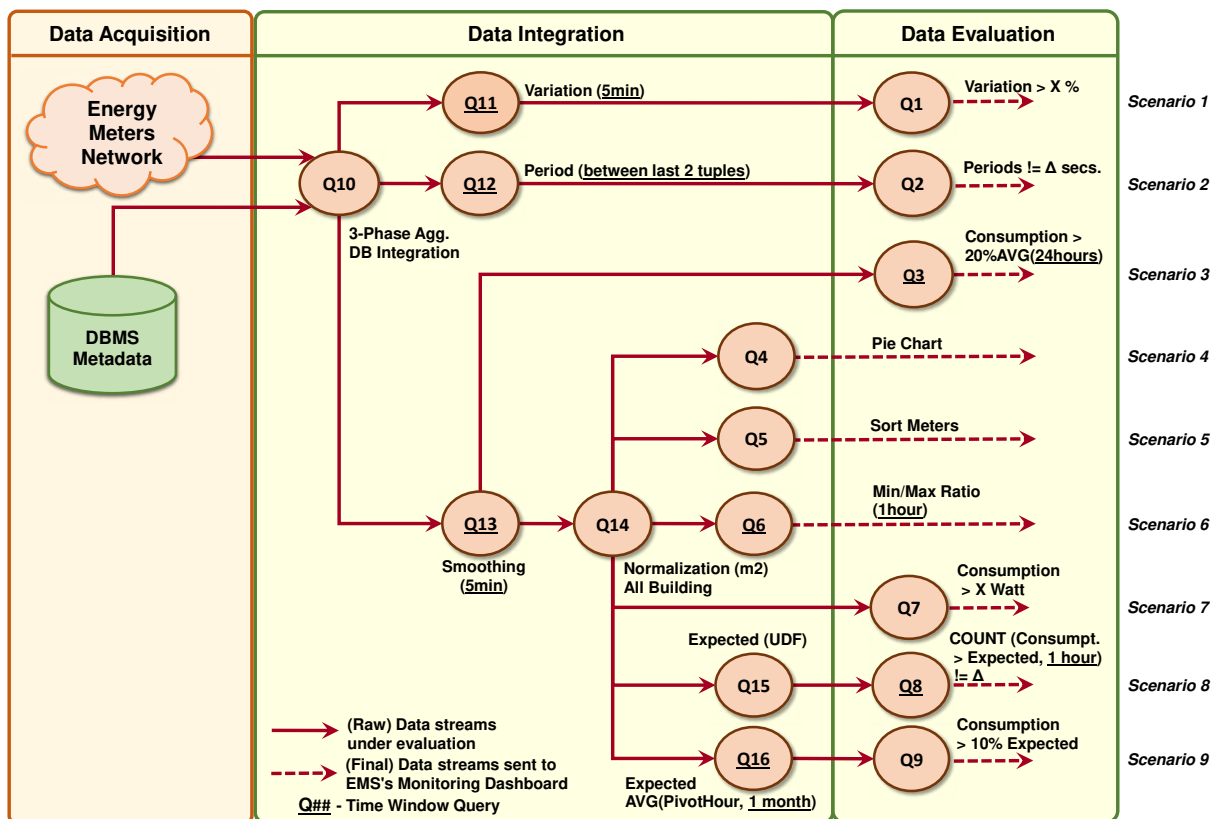 Data Acquisition
Data Integration
Data Evaluation
Energy
Meters
Network
DBMS
Metadata
Q10
3-Phase Agg.
DB Integration
Q11
Variation (5min)
Q1
Variation > X %
Scenario 1
Q12
Period (between last 2 tuples)
Q2
Periods != Δ secs.
Scenario 2
Q3
Consumption >
20%AVG(24hours)
Scenario 3
Q4
Pie Chart
Scenario 4
Q5
Sort Meters
Scenario 5
Q13
Smoothing
(5min)
Q14
Normalization (m2)
All Building
Q6
Min/Max Ratio
(1hour)
Scenario 6
Q7
Consumption
> X Watt
Scenario 7
Expected (UDF)
Q15
Q8
COUNT (Consumpt.
> Expected, 1 hour)
!= Δ
Scenario 8
Q16
Expected
AVG(PivotHour, 1 month)
Q9
Consumption
> 10% Expected
Scenario 9
(Raw) Data streams
under evaluation
(Final) Data streams sent to
EMS's Monitoring Dashboard
Q## - Time Window Query